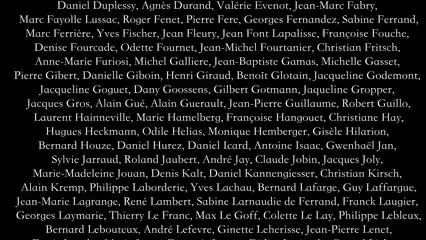 Daniel Duplessy, Agnès Durand, Valérie Evenot, Jean-Marc Fabry,
Marc Fayolle Lussac, Roger Fenet, Pierre Fere, Georges Fernandez, Sabine Ferrand,
Marc Ferrière, Yves Fischer, Jean Fleury, Jean Font Lapalisse, Françoise Fouche,
Denise Fourcade, Odette Fournet, Jean-Michel Fourtanier, Christian Fritsch,
Anne-Marie Furiosi, Michel Galliere, Jean-Baptiste Gamas, Michelle Gasset,
Pierre Gibert, Danielle Giboin, Henri Giraud, Benoît Glotain, Jacqueline Godemont,
Jacqueline Goguet, Dany Goossens, Gilbert Gotmann, Jaqueline Gropper,
Jacques Gros, Alain Gué, Alain Guerault, Jean-Pierre Guillaume, Robert Guillo,
Laurent Hainneville, Marie Hamelberg, Françoise Hangouet, Christiane Hay,
Hugues Heckmann, Odile Helias, Monique Hemberger, Gisèle Hilarion,
Bernard Houze, Daniel Hurez, Daniel Icard, Antoine Isaac, Gwenhaël Jan,
Sylvie Jarraud, Roland Jaubert, André Jay, Claude Jobin, Jacques Joly,
Marie-Madeleine Jouan, Denis Kalt, Daniel Kannengiesser, Christian Kirsch,
Alain Kremp, Philippe Laborderie, Yves Lachau, Bernard Lafarge, Guy Laffargue,
Jean-Marie Lagrange, René Lambert, Sabine Larnaudie de Ferrand, Franck Laugier,
Georges Laymarie, Thierry Le Franc, Max Le Goff, Colette Le Lay, Philippe Lebleux,
Bernard Lebouteux, André Lefevre, Ginette Leherisse, Jean-Pierre Lenet,